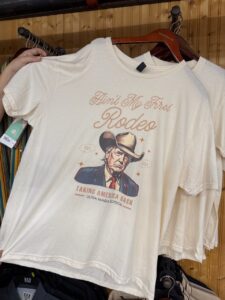 Ain't My First
Rodeo
TAKING AMERICA BACK